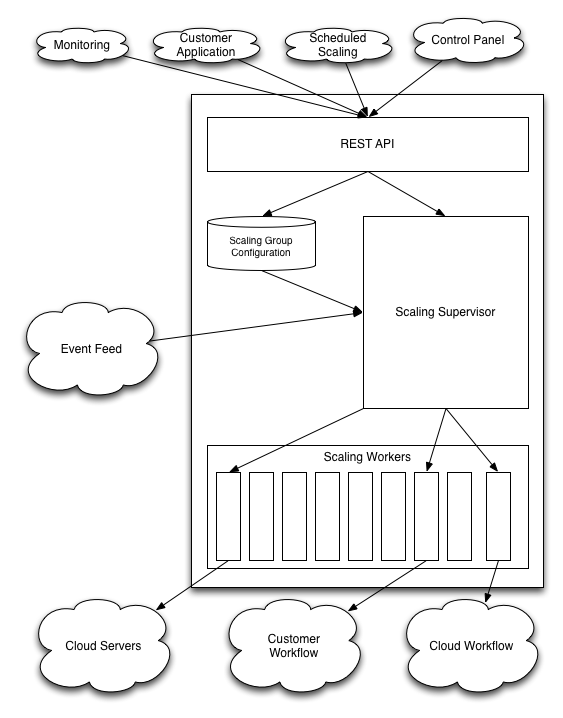 Monitoring
Customer
Application
Scheduled
Scaling
Control Panel
REST API
Scaling Group
Configuration
Scaling Supervisor
Event Feed
Scaling Workers
Cloud Servers
Customer
Workflow
Cloud Workflow